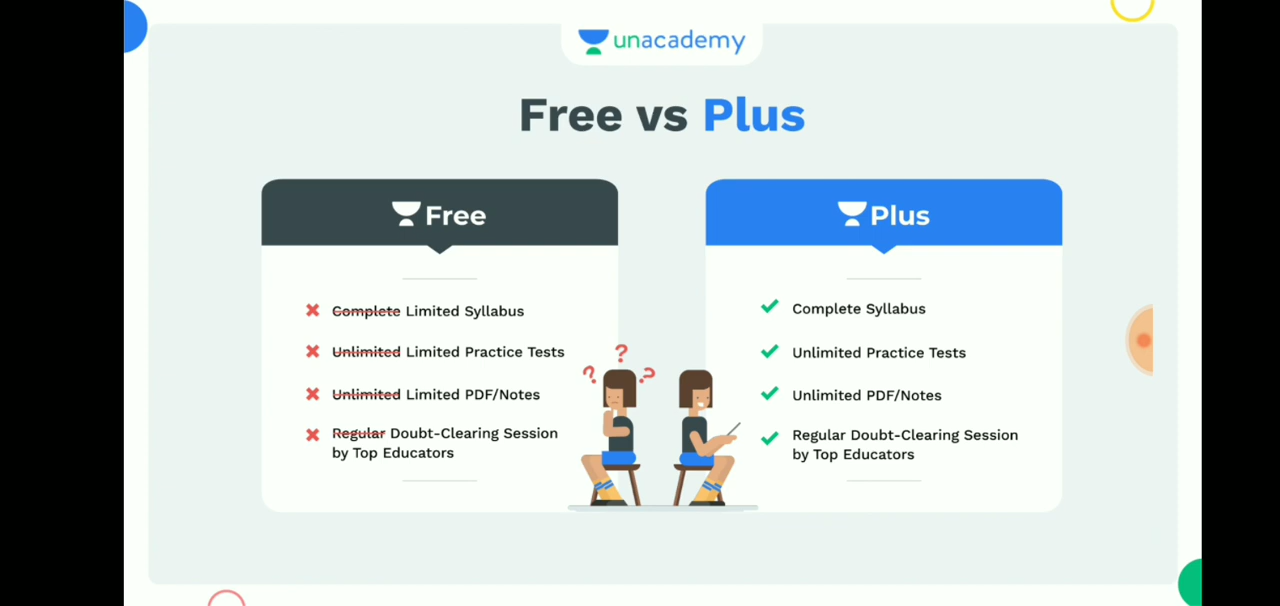 unacademy
Free vs Plus
Free
Complete Limited Syllabus
Unlimited Limited Practice Tests
Unlimited Limited PDF/Notes
Regular Doubt-Clearing Session
by Top Educators
? ? ?
Plus
Complete Syllabus
Unlimited Practice Tests
Unlimited PDF/Notes
Regular Doubt-Clearing Session
by Top Educators